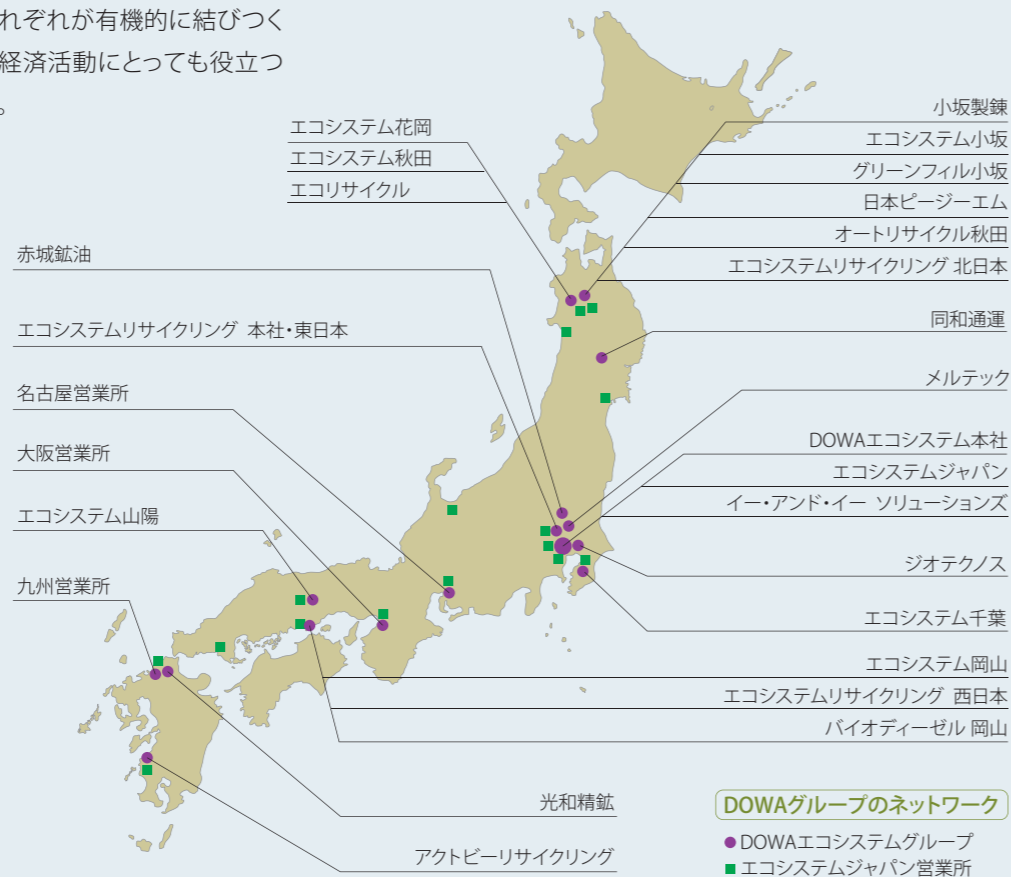 れぞれが有機的に結びつく
経済活動にとっても役立つ
。
エコシステム花岡
エコシステム秋田
エコリサイクル
赤城鉱油
エコシステムリサイクリング 本社・東日本
名古屋営業所
大阪営業所
エコシステム山陽
九州営業所
小坂製錬
エコシステム小坂
グリーンフィル小坂
日本ピージーエム
オートリサイクル秋田
エコシステムリサイクリング 北日本
同和通運
メルテック
DOWAエコシステム本社
エコシステムジャパン
イー・アンド・イー ソリューションズ
ジオテクノス
エコシステム千葉
エコシステム岡山
エコシステムリサイクリング 西日本
バイオディーゼル 岡山
光和精鉱
アクトビーリサイクリング
DOWAグループのネットワーク
DOWAエコシステムグループ
エコシステムジャパン営業所